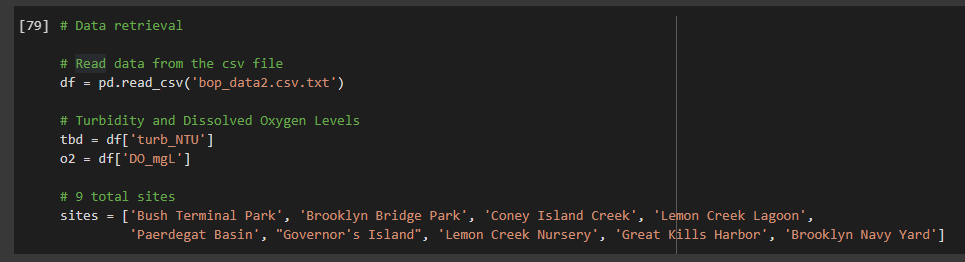 [79] # Data retrieval
# Read data from the csv file
df = pd.read_csv('bop_data2.csv.txt')
# Turbidity and Dissolved Oxygen Levels
tbd = df['turb_NTU']
o2 = df['DO_mgL']
# 9 total sites
sites = ['Bush Terminal Park', 'Brooklyn Bridge Park', 'Coney Island Creek', 'Lemon Creek Lagoon',
'Paerdegat Basin', "Governor's Island", 'Lemon Creek Nursery', 'Great Kills Harbor', 'Brooklyn Navy Yard']